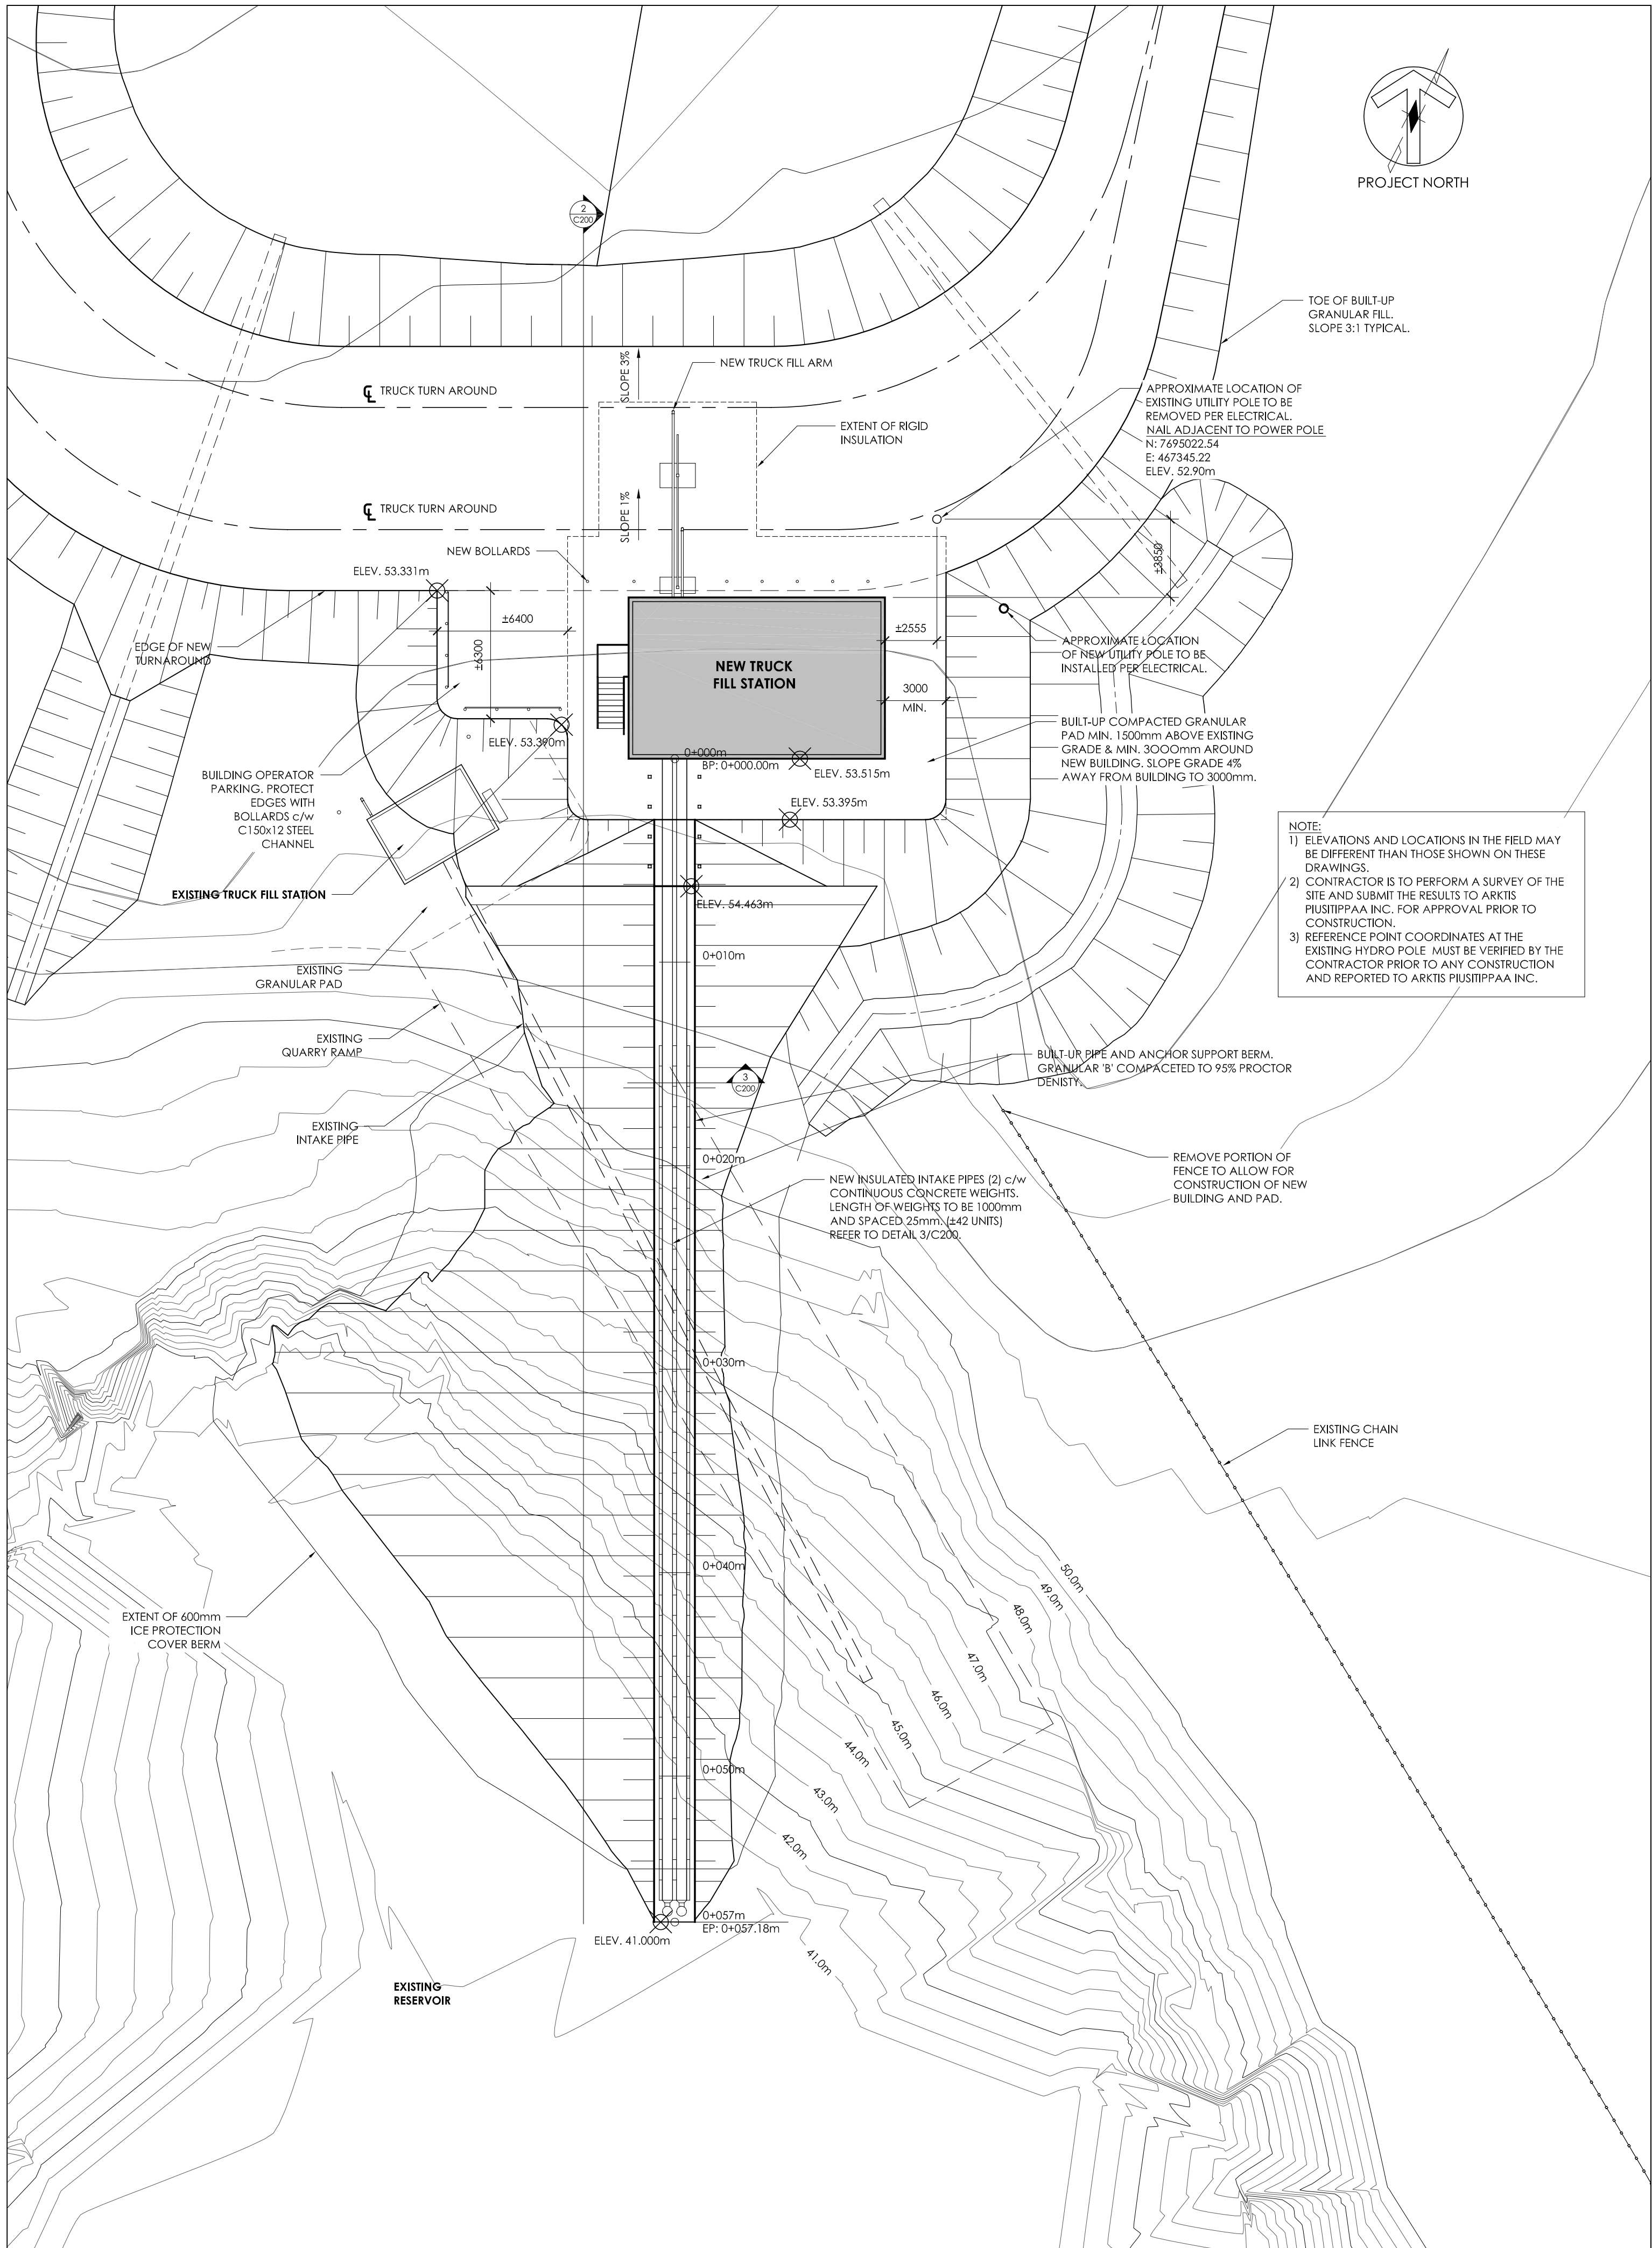 PROJECT NORTH
2
C200
TOE OF BUILT-UP
GRANULAR FILL.
SLOPE 3:1 TYPICAL.
SLOPE 3%
NEW TRUCK FILL ARM
℄ TRUCK TURN AROUND
APPROXIMATE LOCATION OF
EXISTING UTILITY POLE TO BE
REMOVED PER ELECTRICAL.
NAIL ADJACENT TO POWER POLE
N: 7695022.54
E: 467345.22
ELEV. 52.90m
EXTENT OF RIGID
INSULATION
SLOPE 1%
℄ TRUCK TURN AROUND
NEW BOLLARDS
ELEV. 53.331m
±3850
±6400
±6300
±2555
EDGE OF NEW
TURNAROUND
APPROXIMATE LOCATION
OF NEW UTILITY POLE TO BE
INSTALLED PER ELECTRICAL.
NEW TRUCK
FILL STATION
3000
MIN.
BUILT-UP COMPACTED GRANULAR
PAD MIN. 1500mm ABOVE EXISTING
GRADE & MIN. 3OOOmm AROUND
NEW BUILDING. SLOPE GRADE 4%
AWAY FROM BUILDING TO 3000mm.
ELEV. 53.390m
0+000m
BP: 0+000.00m
ELEV. 53.515m
BUILDING OPERATOR
PARKING. PROTECT
EDGES WITH
BOLLARDS c/w
C150x12 STEEL
CHANNEL
ELEV. 53.395m
NOTE:
1) ELEVATIONS AND LOCATIONS IN THE FIELD MAY
BE DIFFERENT THAN THOSE SHOWN ON THESE
DRAWINGS.
2) CONTRACTOR IS TO PERFORM A SURVEY OF THE
SITE AND SUBMIT THE RESULTS TO ARKTIS
PIUSITIPPAA INC. FOR APPROVAL PRIOR TO
CONSTRUCTION.
3) REFERENCE POINT COORDINATES AT THE
EXISTING HYDRO POLE MUST BE VERIFIED BY THE
CONTRACTOR PRIOR TO ANY CONSTRUCTION
AND REPORTED TO ARKTIS PIUSITIPPAA INC.
EXISTING TRUCK FILL STATION
ELEV. 54.463m
0+010m
EXISTING
GRANULAR PAD
EXISTING
QUARRY RAMP
BUILT-UP PIPE AND ANCHOR SUPPORT BERM.
GRANULAR 'B' COMPACETED TO 95% PROCTOR
DENISTY.
3
C200
EXISTING
INTAKE PIPE
0+020m
REMOVE PORTION OF
FENCE TO ALLOW FOR
CONSTRUCTION OF NEW
BUILDING AND PAD.
NEW INSULATED INTAKE PIPES (2) c/w
CONTINUOUS CONCRETE WEIGHTS.
LENGTH OF WEIGHTS TO BE 1000mm
AND SPACED 25mm. (±42 UNITS)
REFER TO DETAIL 3/C200.
0+030m
EXISTING CHAIN
LINK FENCE
0+040m
50.0m
49.0m
48.0m
47.0m
46.0m
45.0m
44.0m
43.0m
42.0m
41.0m
EXTENT OF 600mm
ICE PROTECTION
COVER BERM
0+050m
0+057m
EP: 0+057.18m
ELEV. 41.000m
EXISTING
RESERVOIR